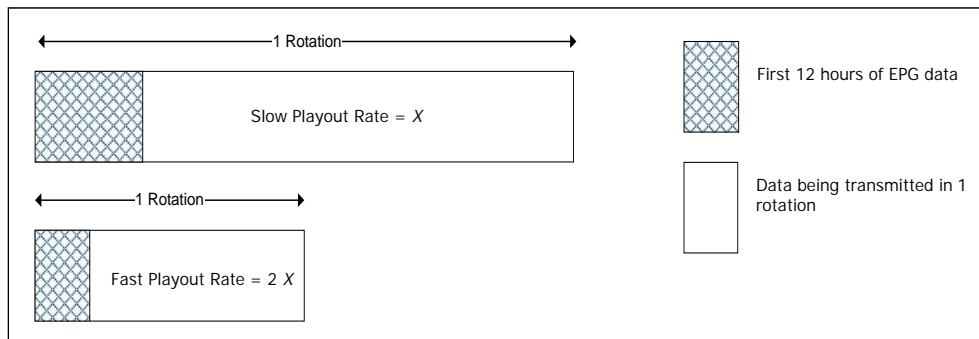 1 Rotation
Slow Playout Rate = X
First 12 hours of EPG data
1 Rotation
Fast Playout Rate = 2 X
Data being transmitted in 1
rotation